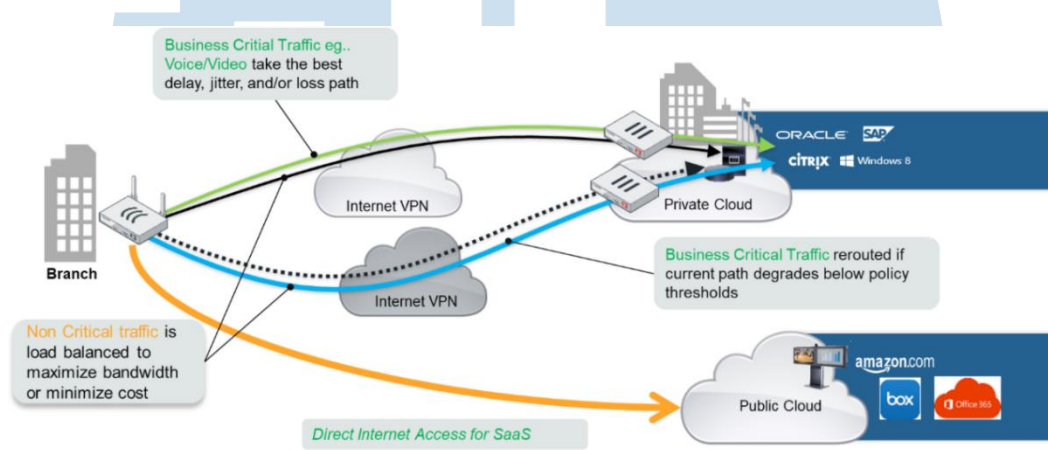 Business Critial Traffic eg..
Voice/Video take the best
delay, jitter, and/or loss path
ORACLE SAP
CITRIX Windows 8
Internet VPN
Private Cloud
Branch
Business Critical Traffic rerouted if
current path degrades below policy
thresholds
Internet VPN
Non Critical traffic is
load balanced to
maximize bandwidth
or minimize cost
amazon.com
box Office 365
Public Cloud
Direct Internet Access for SaaS